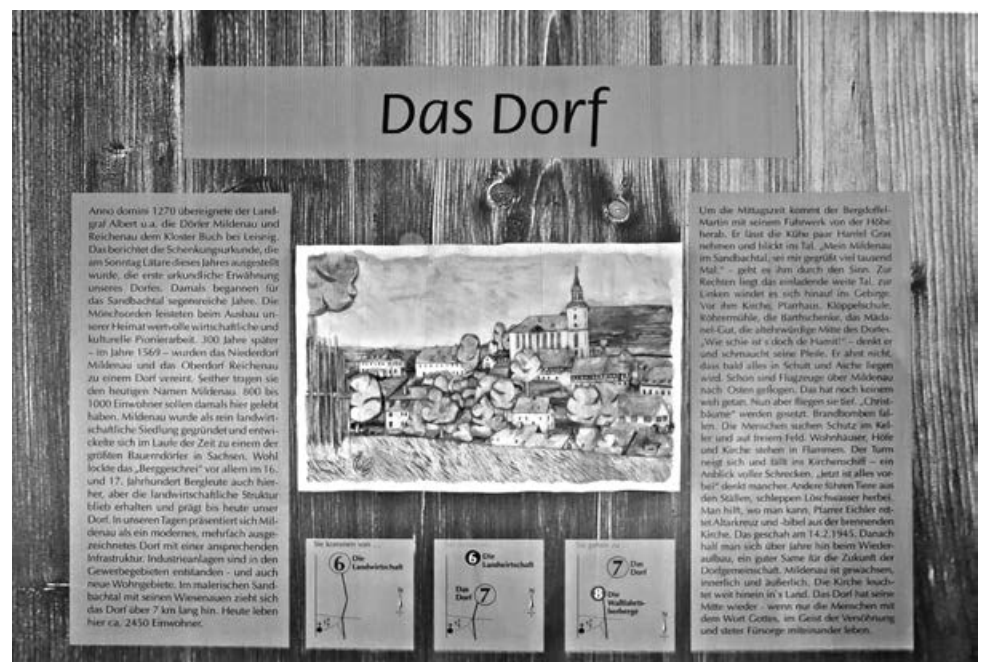 Das Dorf
Anno domini 1270 übereignete der Land-
graf Albert u.a. die Dörfer Mildenau und
Reichenau dem Kloster Buch bei Leisnig.
Das berichtet die Schenkungsurkunde, die
am Sonntag Lätare dieses Jahres ausgestellt
wurde, die erste urkundliche Erwähnung
unseres Dorfes. Damals begannen für
das Sandbachtal segensreiche Jahre. Die
Mönchsorden leisteten beim Ausbau un-
serer Heimat wertvolle wirtschaftliche und
kulturelle Pionierarbeit. 300 Jahre später
– im Jahre 1569 – wurden das Niederdorf
Mildenau und das Oberdorf Reichenau
zu einem Dorf vereint. Seither tragen sie
den heutigen Namen Mildenau. 800 bis
1000 Einwohner sollen damals hier gelebt
haben. Mildenau wurde als rein landwirt-
schaftliche Siedlung gegründet und entwi-
ckelte sich im Laufe der Zeit zu einem der
größten Bauerndörfer in Sachsen. Wohl
lockte das „Berggeschrei" vor allem im 16.
und 17. Jahrhundert Bergleute auch hier-
her, aber die landwirtschaftliche Struktur
blieb erhalten und prägt bis heute unser
Dorf. In unseren Tagen präsentiert sich Mil-
denau als ein modernes, mehrfach ausge-
zeichnetes Dorf mit einer ansprechenden
Infrastruktur. Industrieanlagen sind in den
Gewerbegebieten entstanden - und auch
neue Wohngebiete. Im malerischen Sand-
bachtal mit seinen Wiesenauen zieht sich
das Dorf über 7 km lang hin. Heute leben
hier ca. 2450 Einwohner.
Um die Mittagszeit kommt der Bergdoffel-
Martin mit seinem Fuhrwerk von der Höhe
herab. Er lässt die Kühe paar Hamfel Gras
nehmen und blickt ins Tal. „Mein Mildenau
im Sandbachtal, sei mir gegrüßt viel tausend
Mal," - geht es ihm durch den Sinn. Zur
Rechten liegt das einladende weite Tal, zur
Linken windet es sich hinauf ins Gebirge.
Vor ihm Kirche, Pfarrhaus, Klöppelschule,
Röhrermühle, die Barthschenke, das
nel-Gut, die altehrwürdige Mitte des Dorfes.
„Wie schie ist's doch de Hamit!" – denkt er
und schmaucht seine Pfeife. Er ahnt nicht,
dass bald alles in Schutt und Asche liegen
wird. Schon sind Flugzeuge über Mildenau
nach Osten geflogen. Das hat noch keinem
weh getan. Nun aber fliegen sie tief. „Christ-
bäume" werden gesetzt. Brandbomben fal-
len. Die Menschen suchen Schutz im Kel-
ler und auf freiem Feld. Wohnhäuser, Höfe
und Kirche stehen in Flammen. Der Turm
neigt sich und fällt ins Kirchenschiff – ein
Anblick voller Schrecken. „Jetzt ist alles vor-
bei" denkt mancher. Andere führen Tiere aus
den Ställen, schleppen Löschwasser herbei.
Man hilft, wo man kann. Pfarrer Eichler ret-
tet Altarkreuz und -bibel aus der brennenden
Kirche. Das geschah am 14.2.1945. Danach
half man sich über Jahre hin beim Wieder-
aufbau, ein guter Same für die Zukunft der
Dorfgemeinschaft. Mildenau ist gewachsen,
innerlich und äußerlich. Die Kirche leuch-
tet weit hinein in's Land. Das Dorf hat seine
Mitte wieder - wenn nur die Menschen mit
dem Wort Gottes, im Geist der Versöhnung
und steter Fürsorge miteinander leben.
Sie kommen von ...
6 Die
Landwirtschaft
6 Die
Landwirtschaft
Das
Dorf 7
Sie gehen zu ...
7 Das
Dorf
8 Die
Wallfahrts-
herberge